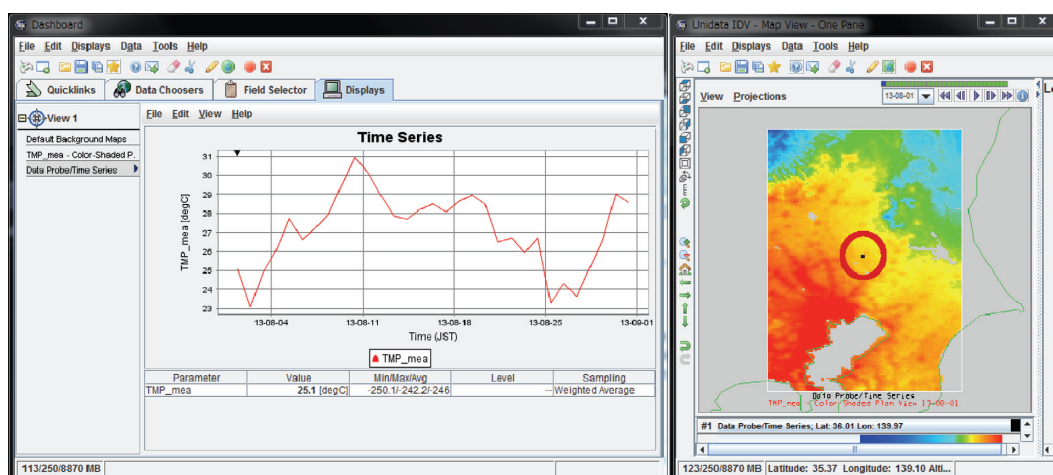 Dashboard
File Edit Displays Data Tools Help
Quicklinks Data Choosers Field Selector Displays
View 1
Default Background Maps
TMP_mea - Color-Shaded P.
Data Probe/Time Series
File Edit View Help
Time Series
31
30
29
28
27
26
25
24
23
TMP_mea [degC]
13-08-04 13-08-11 13-08-18 13-08-25 13-09-01
Time (JST)
TMP_mea
Parameter Value Min/Max/Avg Level Sampling
TMP_mea 25.1 [degC] -250.1/-242.2/-246 -- Weighted Average
113/250/8870 MB
Unidata IDV - Map View - One Pane
File Edit Displays Data Tools Help
View Projections 13-08-01
Data Probe/Time Series
TMP_mea - Color-Shaded Plan View 13-08-01
#1 Data Probe/Time Series; Lat: 36.01 Lon: 139.97
123/250/8870 MB Latitude: 35.37 Longitude: 139.10 Alti...